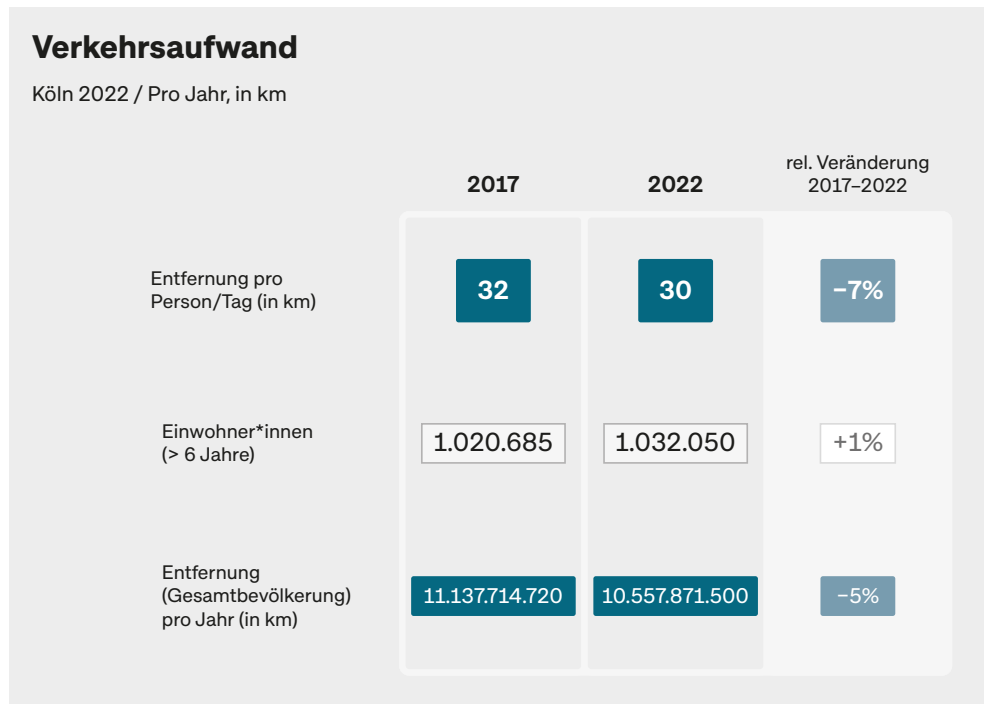 Verkehrsaufwand
Köln 2022 / Pro Jahr, in km
2017
2022
rel. Veränderung
2017–2022
Entfernung pro
Person/Tag (in km)
32
30
−7%
Einwohner*innen
(> 6 Jahre)
1.020.685
1.032.050
+1%
Entfernung
(Gesamtbevölkerung)
pro Jahr (in km)
11.137.714.720
10.557.871.500
−5%